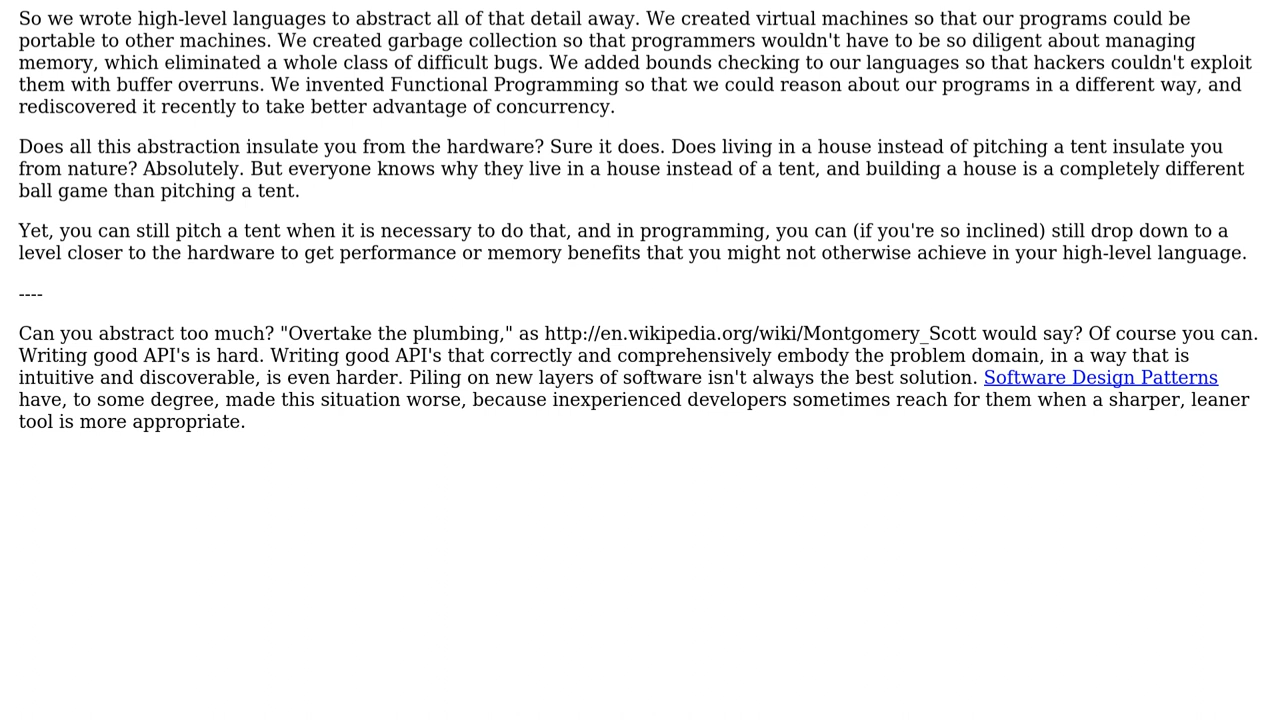 So we wrote high-level languages to abstract all of that detail away. We created virtual machines so that our programs could be
portable to other machines. We created garbage collection so that programmers wouldn't have to be so diligent about managing
memory, which eliminated a whole class of difficult bugs. We added bounds checking to our languages so that hackers couldn't exploit
them with buffer overruns. We invented Functional Programming so that we could reason about our programs in a different way, and
rediscovered it recently to take better advantage of concurrency.
Does all this abstraction insulate you from the hardware? Sure it does. Does living in a house instead of pitching a tent insulate you
from nature? Absolutely. But everyone knows why they live in a house instead of a tent, and building a house is a completely different
ball game than pitching a tent.
Yet, you can still pitch a tent when it is necessary to do that, and in programming, you can (if you're so inclined) still drop down to a
level closer to the hardware to get performance or memory benefits that you might not otherwise achieve in your high-level language.
----
Can you abstract too much? "Overtake the plumbing," as http://en.wikipedia.org/wiki/Montgomery_Scott would say? Of course you can.
Writing good API's is hard. Writing good API's that correctly and comprehensively embody the problem domain, in a way that is
intuitive and discoverable, is even harder. Piling on new layers of software isn't always the best solution. Software Design Patterns
have, to some degree, made this situation worse, because inexperienced developers sometimes reach for them when a sharper, leaner
tool is more appropriate.